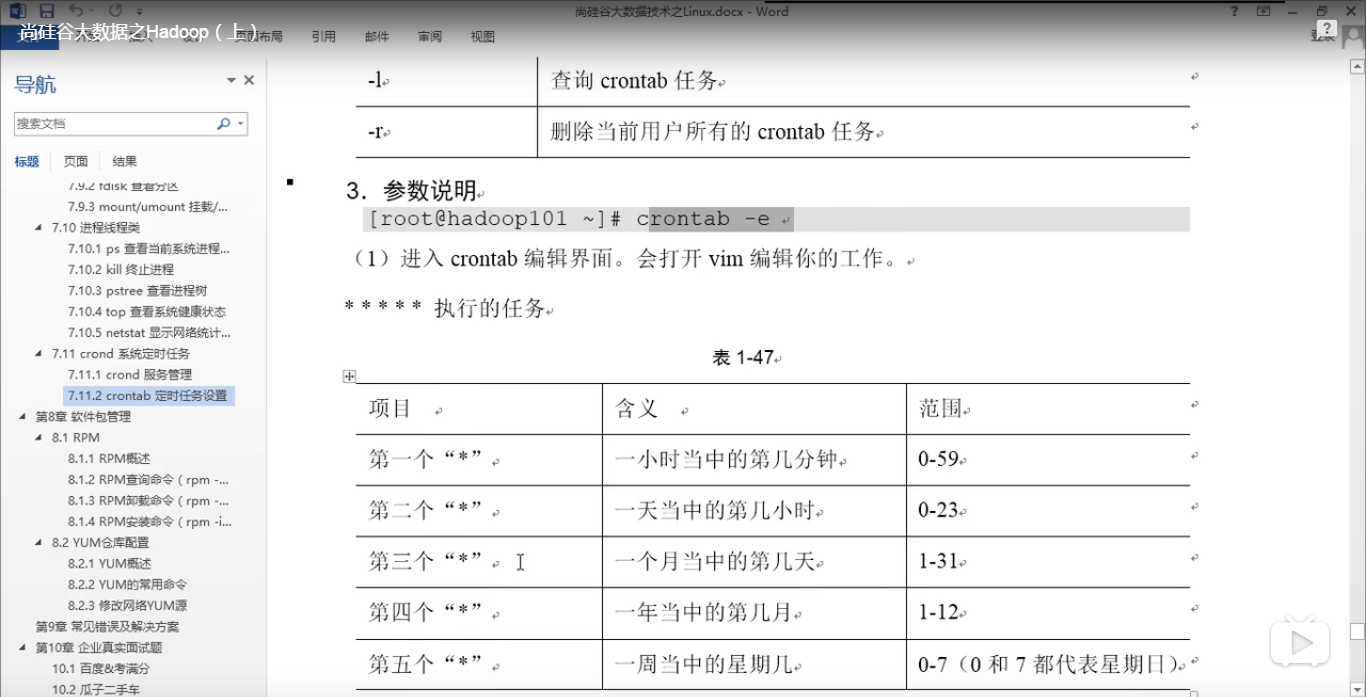 尚硅谷大数据技术之Linux.docx - Word
尚硅谷大数据之Hadoop（上）
页面布局 引用 邮件 审阅 视图
登录
导航
搜索文档
标题 页面 结果
7.9.2 fdisk 查看分区
7.9.3 mount/umount 挂载/...
7.10 进程线程类
7.10.1 ps 查看当前系统进程...
7.10.2 kill 终止进程
7.10.3 pstree 查看进程树
7.10.4 top 查看系统健康状态
7.10.5 netstat 显示网络统计...
7.11 crond 系统定时任务
7.11.1 crond 服务管理
7.11.2 crontab 定时任务设置
第8章 软件包管理
8.1 RPM
8.1.1 RPM概述
8.1.2 RPM查询命令（rpm -...
8.1.3 RPM卸载命令（rpm -...
8.1.4 RPM安装命令（rpm -i...
8.2 YUM仓库配置
8.2.1 YUM概述
8.2.2 YUM的常用命令
8.2.3 修改网络YUM源
第9章 常见错误及解决方案
第10章 企业真实面试题
10.1 百度&考满分
10.2 瓜子二手车
-l 查询 crontab 任务
-r 删除当前用户所有的 crontab 任务
3．参数说明
[root@hadoop101 ~]# crontab -e
（1）进入 crontab 编辑界面。会打开 vim 编辑你的工作。
* * * * * 执行的任务
表 1-47
项目 含义 范围
第一个“*” 一小时当中的第几分钟 0-59
第二个“*” 一天当中的第几小时 0-23
第三个“*” 一个月当中的第几天 1-31
第四个“*” 一年当中的第几月 1-12
第五个“*” 一周当中的星期几 0-7（0 和 7 都代表星期日）